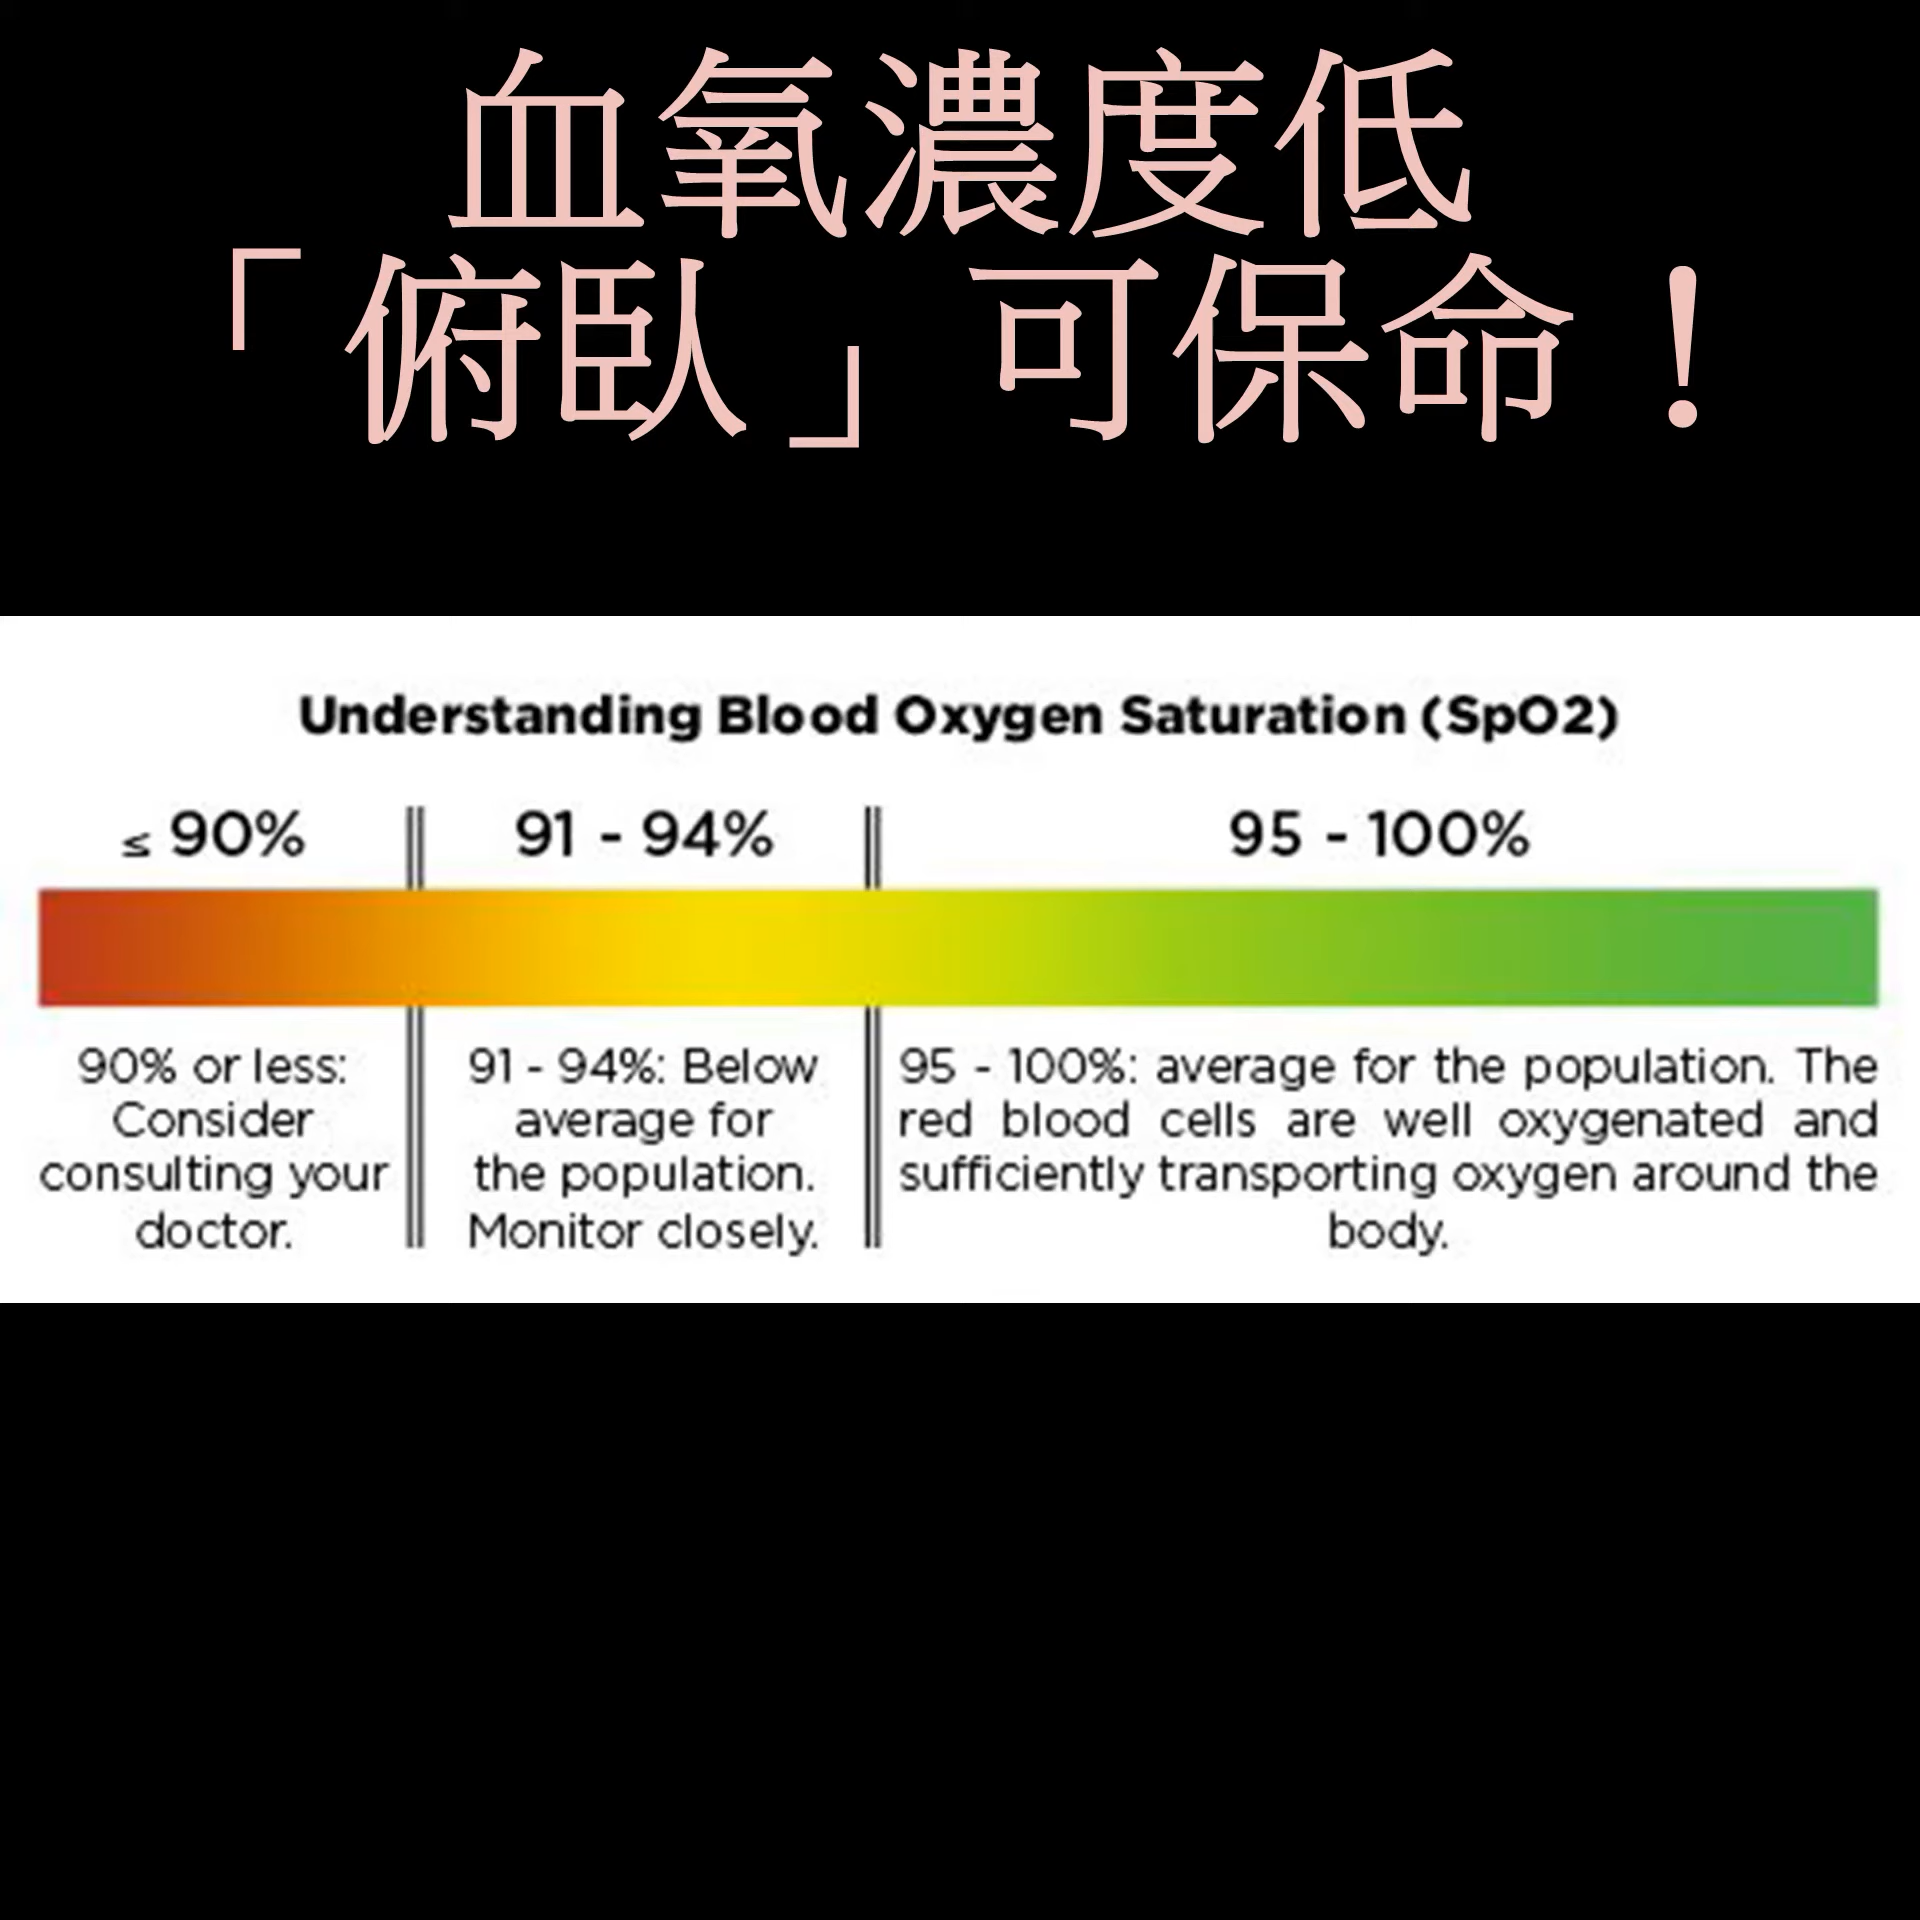 血氧濃度低
「俯臥」可保命！
Understanding Blood Oxygen Saturation (SpO2)
≤ 90%
91 - 94%
95 - 100%
90% or less:
Consider
consulting your
doctor.
91 - 94%: Below
average for
the population.
Monitor closely.
95 - 100%: average for the population. The
red blood cells are well oxygenated and
sufficiently transporting oxygen around the
body.